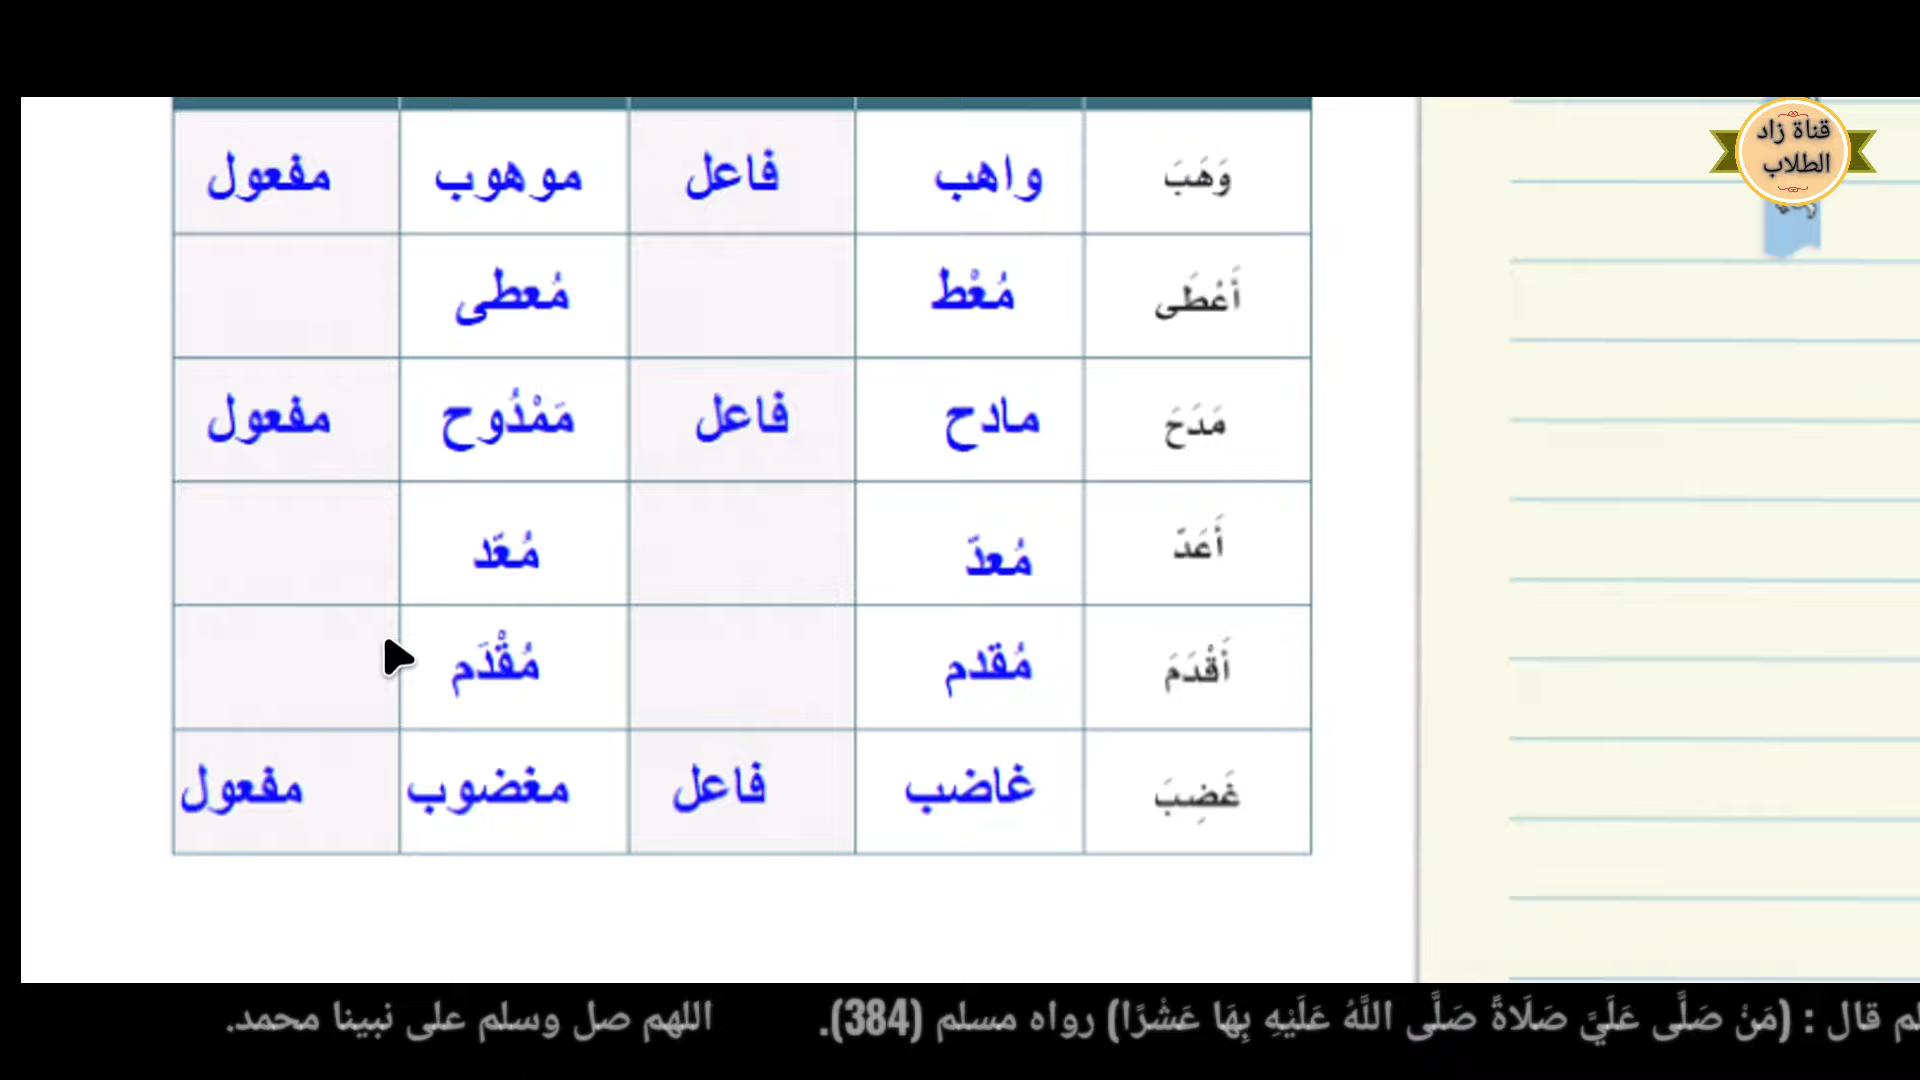 قناة زاد
الطلاب
وَهَبَ واهب فاعل موهوب مفعول
أَعْطَى مُعْط مُعطى
مَدَحَ مادح فاعل مَمْدُوح مفعول
أَعَدّ مُعدّ مُعّد
أَقْدَمَ مُقدم مُقْدَم
غَضِبَ غاضب فاعل مغضوب مفعول
قال : (مَنْ صَلَّى عَلَيَّ صَلَاةً صَلَّى اللَّهُ عَلَيْهِ بِهَا عَشْرًا) رواه مسلم (384). اللهم صل وسلم على نبينا محمد.